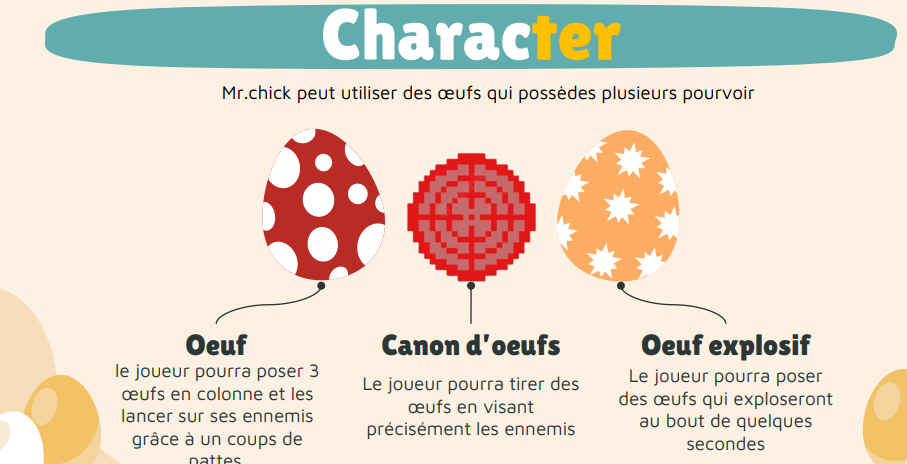 Character
Mr.chick peut utiliser des œufs qui possèdes plusieurs pourvoir
Oeuf
le joueur pourra poser 3
œufs en colonne et les
lancer sur ses ennemis
grâce à un coups de
pattes
Canon d'oeufs
Le joueur pourra tirer des
œufs en visant
précisément les ennemis
Oeuf explosif
Le joueur pourra poser
des œufs qui exploseront
au bout de quelques
secondes